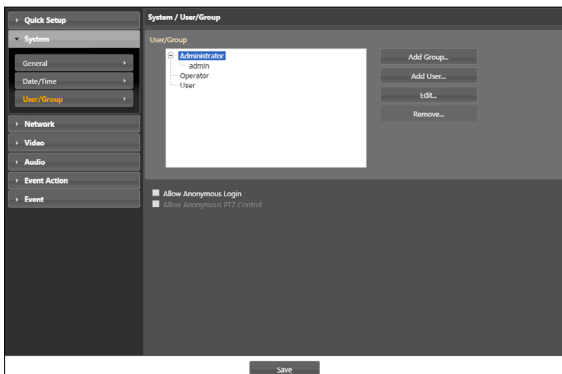 Quick Setup
System
General
Date/Time
User/Group
Network
Video
Audio
Event Action
Event
System / User/Group
User/Group
Administrator
admin
Operator
User
Add Group...
Add User...
Edit...
Remove...
Allow Anonymous Login
Allow Anonymous PTZ Control
Save